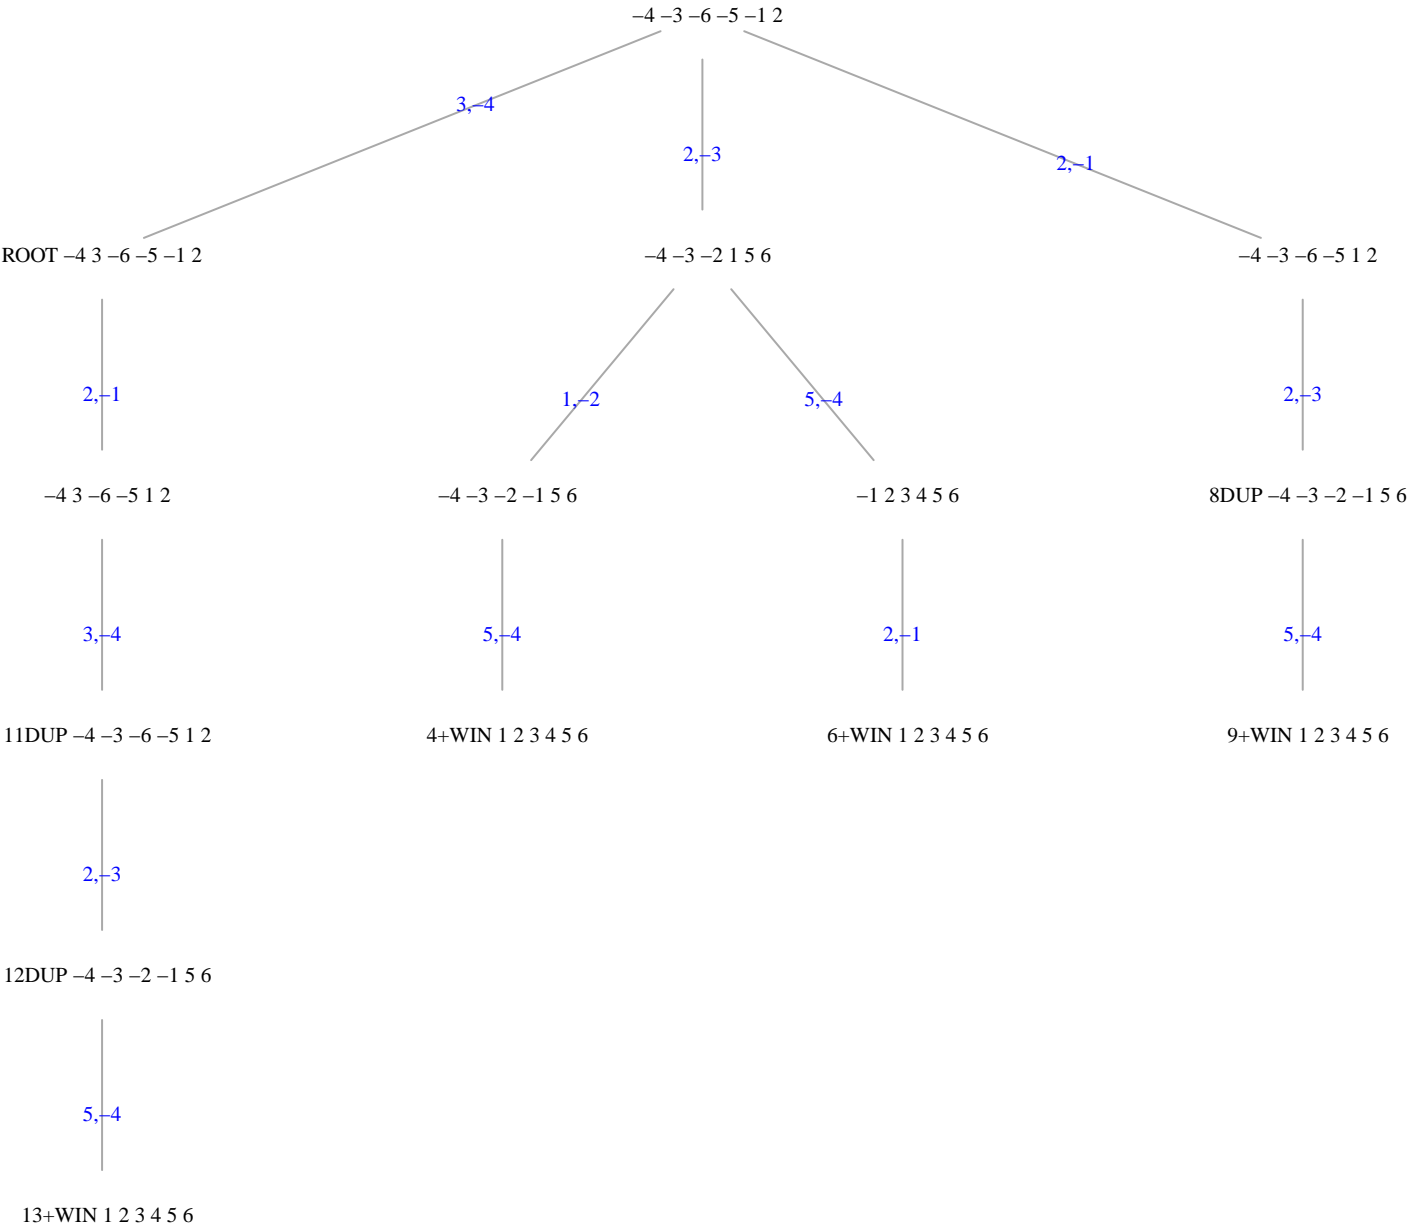 −4 −3 −6 −5 −1 2
3,−4
2,−3
2,−1
ROOT −4 3 −6 −5 −1 2
−4 −3 −2 1 5 6
−4 −3 −6 −5 1 2
2,−1
1,−2
5,−4
2,−3
−4 3 −6 −5 1 2
−4 −3 −2 −1 5 6
−1 2 3 4 5 6
8DUP −4 −3 −2 −1 5 6
3,−4
5,−4
2,−1
5,−4
11DUP −4 −3 −6 −5 1 2
4+WIN 1 2 3 4 5 6
6+WIN 1 2 3 4 5 6
9+WIN 1 2 3 4 5 6
2,−3
12DUP −4 −3 −2 −1 5 6
5,−4
13+WIN 1 2 3 4 5 6